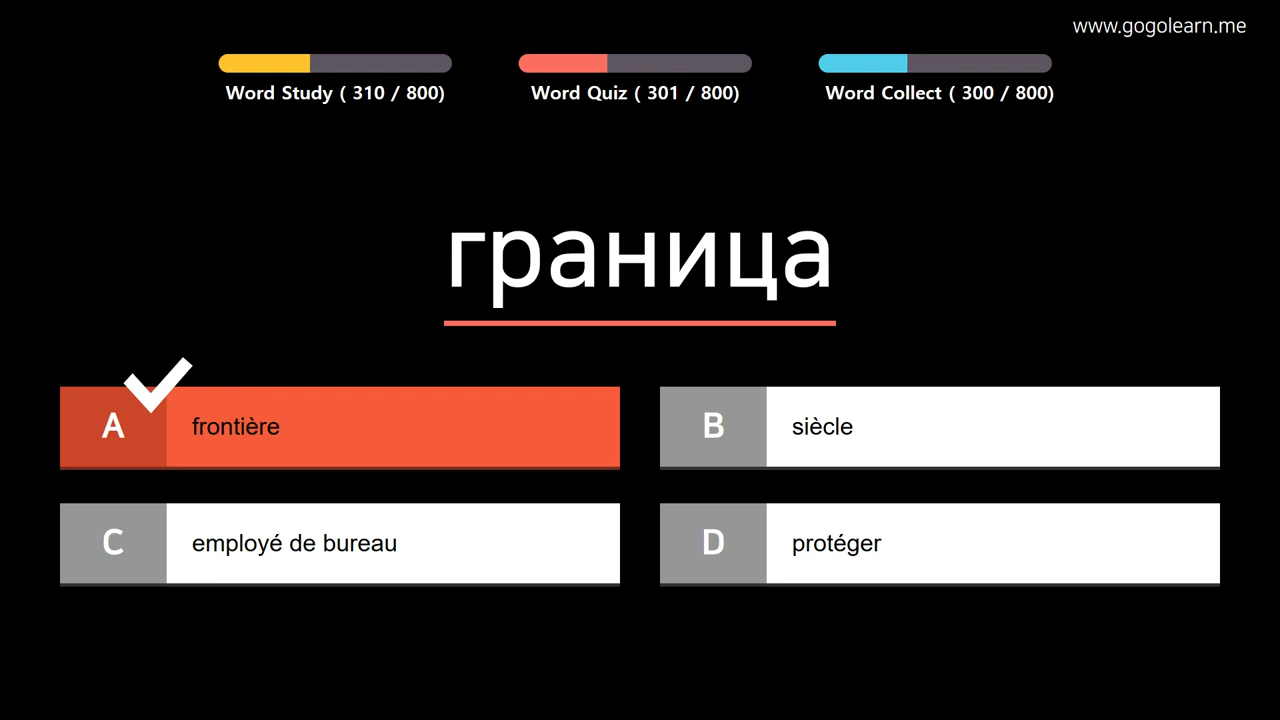 www.gogolearn.me
Word Study ( 310 / 800)
Word Quiz ( 301 / 800)
Word Collect ( 300 / 800)
граница
A frontière
B siècle
C employé de bureau
D protéger